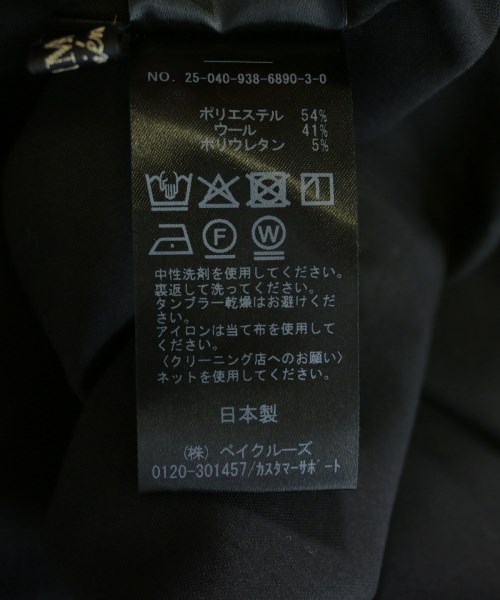 NO. 25-040-938-6890-3-0
ポリエステル 54%
ウール 41%
ポリウレタン 5%
F W
中性洗剤を使用してください。
裏返して洗ってください。
タンブラー乾燥はお避けくだ
さい。
アイロンは当て布を使用して
ください。
〈クリーニング店へのお願い〉
ネットを使用してください。
日本製
(株) ベイクルーズ
0120-301457/ｶｽﾀﾏｰｻﾎﾟｰﾄ